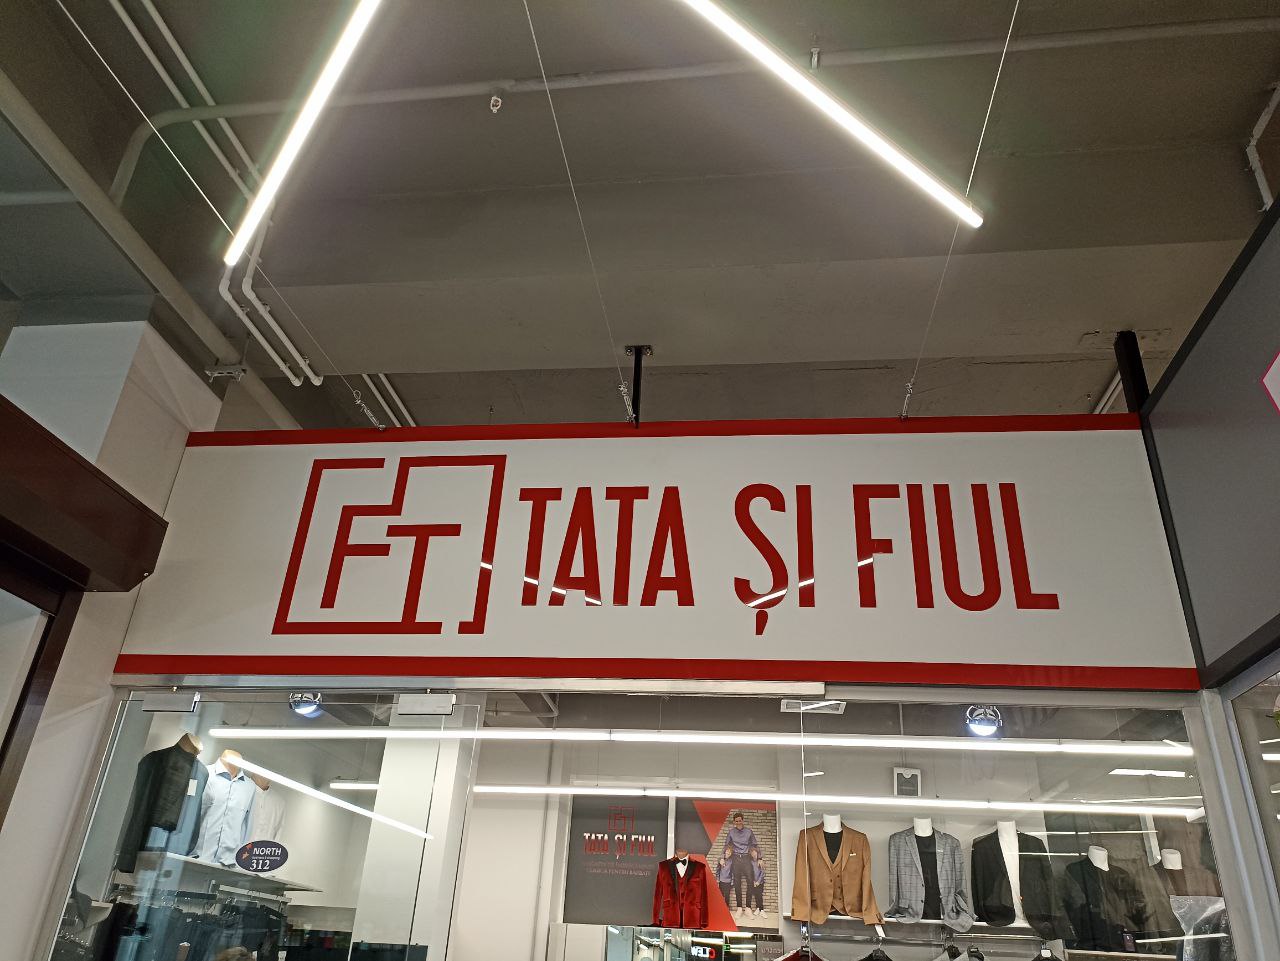 FT TATA ȘI FIUL
NORTH
312
TATA ȘI FIUL